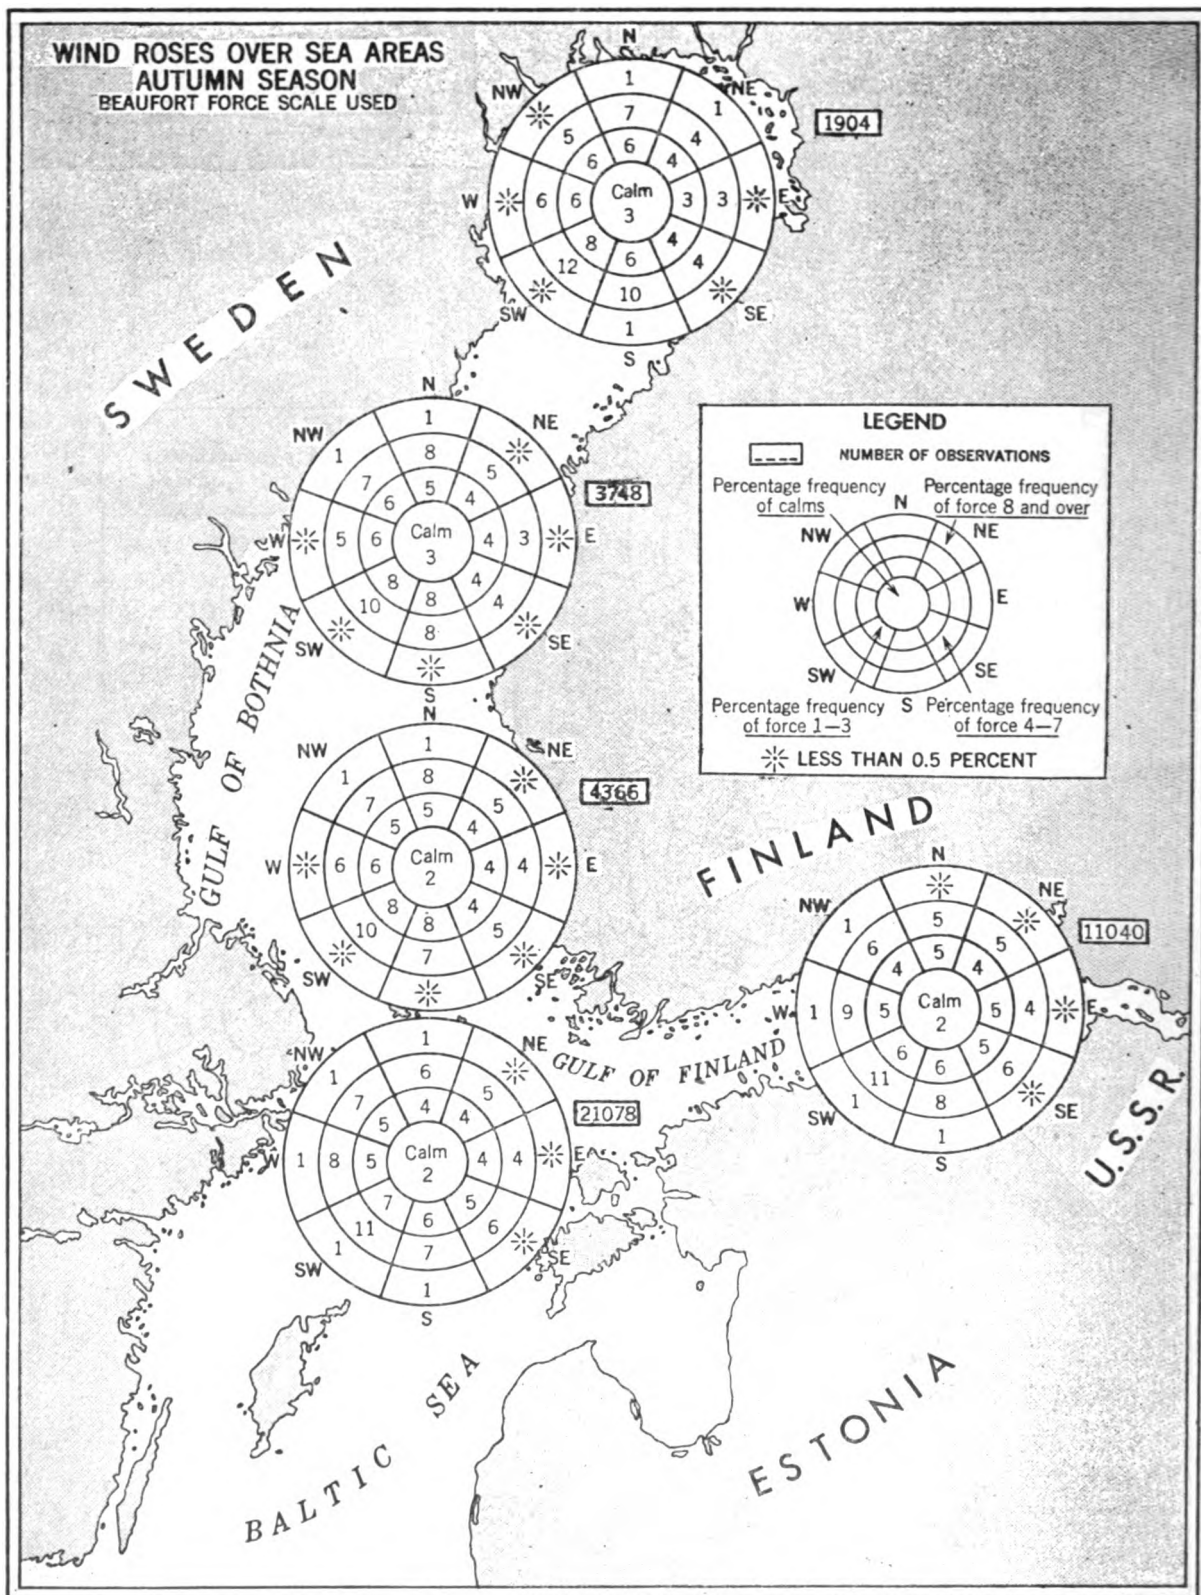 WIND ROSES OVER SEA AREAS
AUTUMN SEASON
BEAUFORT FORCE SCALE USED
N
NW
NE
1
1
7
1904
5
4
6
6
4
W
6
6
Calm
3
3
3
E
8
4
12
6
4
10
SW
SE
1
S
SWEDEN
N
NW
NE
1
1
8
5
7
5
6
4
3748
W
5
6
Calm
3
4
3
E
8
4
10
8
4
8
SW
SE
S
GULF OF BOTHNIA
LEGEND
NUMBER OF OBSERVATIONS
Percentage frequency
of calms
Percentage frequency
of force 8 and over
N
NW
NE
W
E
SW
SE
S
Percentage frequency
of force 1–3
Percentage frequency
of force 4–7
LESS THAN 0.5 PERCENT
N
NW
NE
1
1
8
7
5
4366
5
5
4
W
6
6
Calm
2
4
4
E
8
4
10
8
5
7
SW
SE
FINLAND
N
NW
NE
1
5
11040
6
5
5
4
4
W
1
9
5
Calm
2
5
4
E
6
5
11
6
6
1
8
SW
SE
1
S
GULF OF FINLAND
U.S.S.R.
NW
NE
1
1
6
7
5
21078
5
4
4
W
1
8
5
Calm
2
4
4
E
7
5
11
6
6
1
7
SW
SE
1
S
BALTIC SEA
ESTONIA